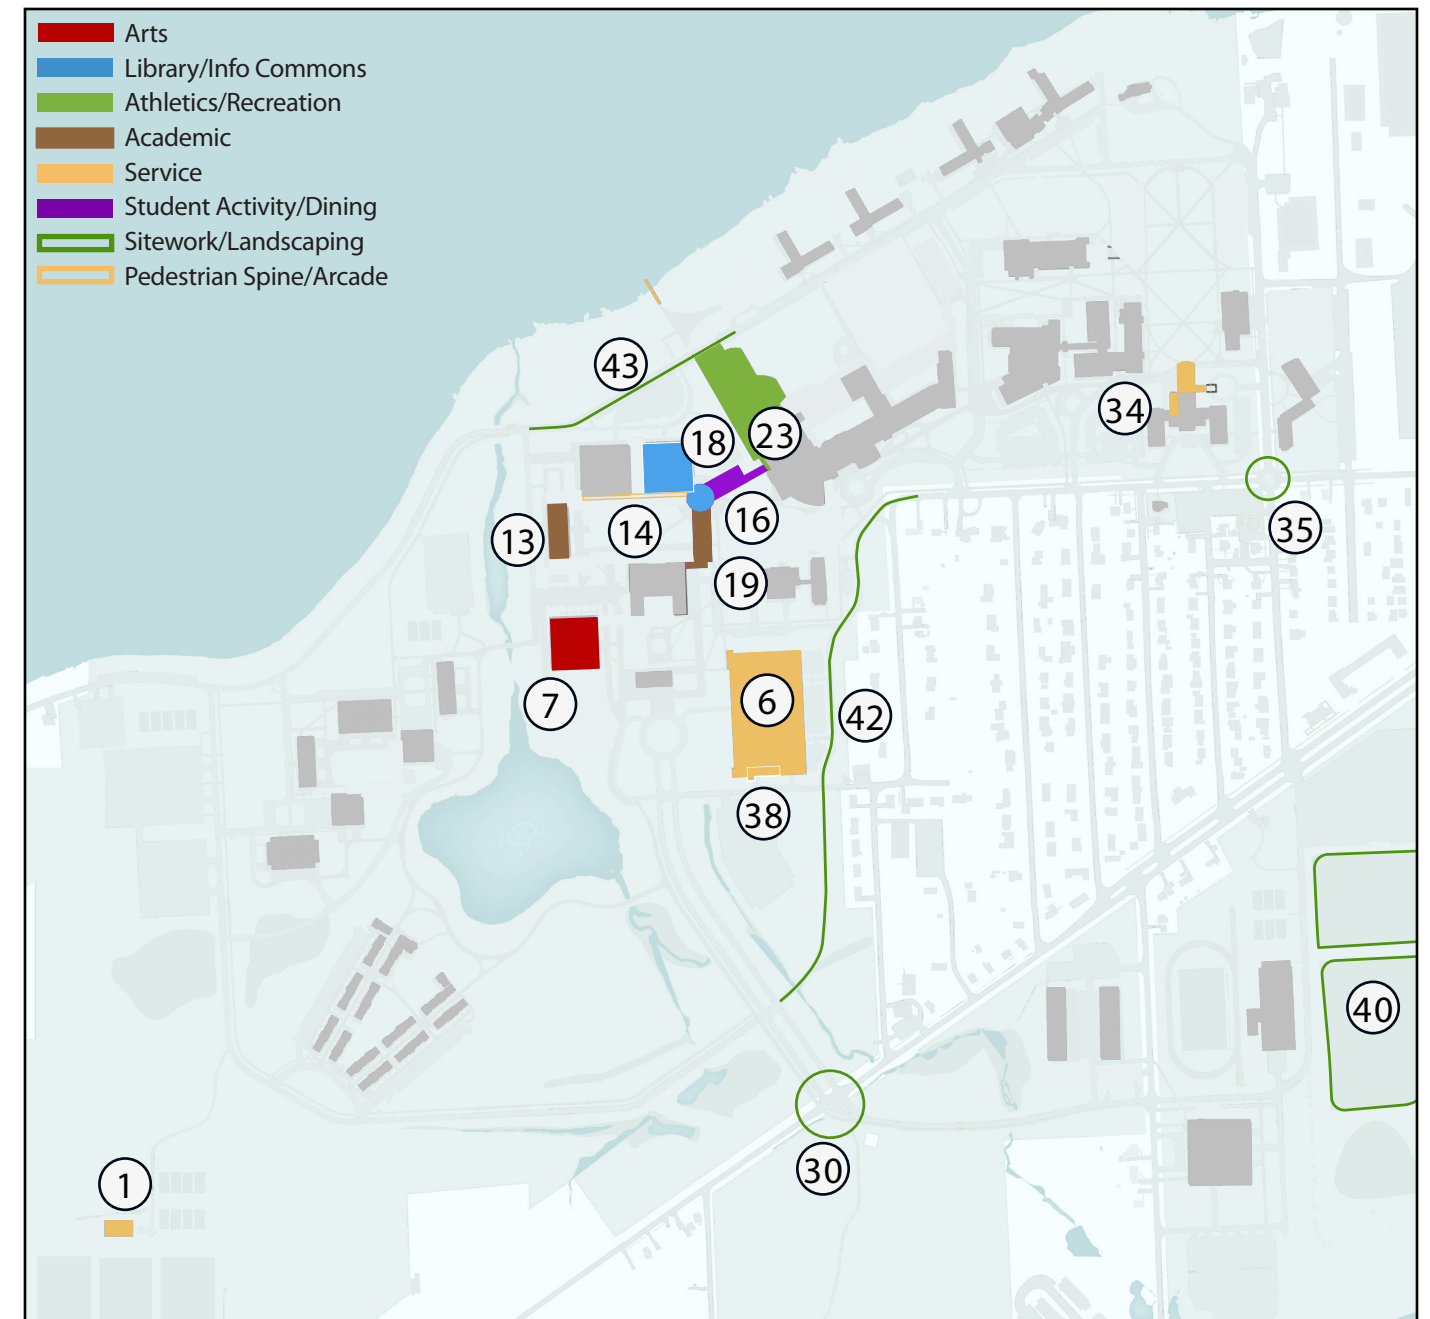 Arts
Library/Info Commons
Athletics/Recreation
Academic
Service
Student Activity/Dining
Sitework/Landscaping
Pedestrian Spine/Arcade
43
34
18
23
16
14
13
35
19
6
7
42
38
40
30
1